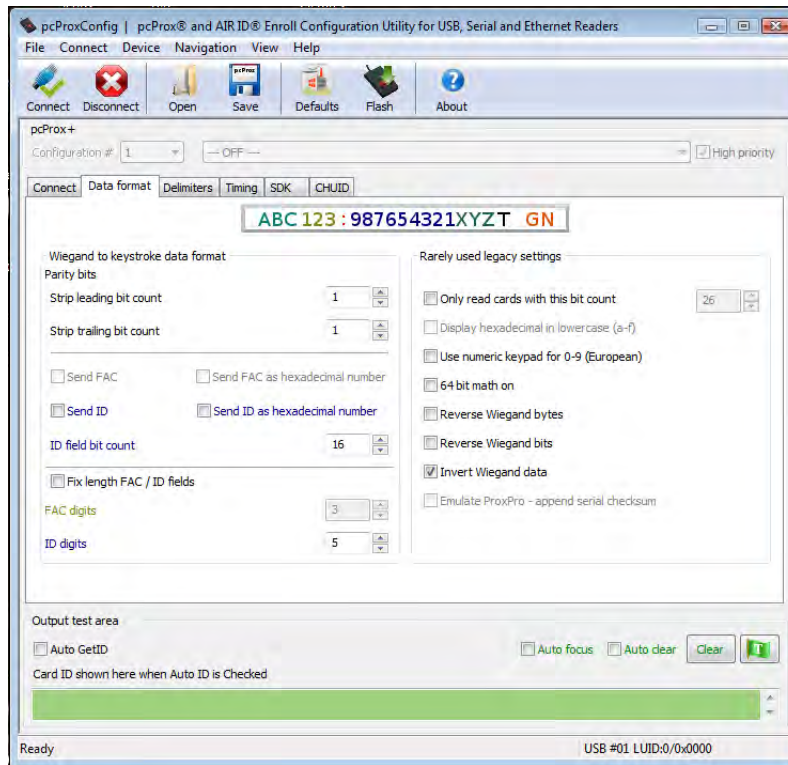 pcProxConfig | pcProx® and AIR ID® Enroll Configuration Utility for USB, Serial and Ethernet Readers
File Connect Device Navigation View Help
pcProx
Connect Disconnect Open Save Defaults Flash About
pcProx+
Configuration # 1 --- OFF --- High priority
Connect Data format Delimiters Timing SDK CHUID
ABC 123 : 987654321XYZT GN
Wiegand to keystroke data format
Parity bits
Strip leading bit count 1
Strip trailing bit count 1
Send FAC Send FAC as hexadecimal number
Send ID Send ID as hexadecimal number
ID field bit count 16
Fix length FAC / ID fields
FAC digits 3
ID digits 5
Rarely used legacy settings
Only read cards with this bit count 26
Display hexadecimal in lowercase (a-f)
Use numeric keypad for 0-9 (European)
64 bit math on
Reverse Wiegand bytes
Reverse Wiegand bits
Invert Wiegand data
Emulate ProxPro - append serial checksum
Output test area
Auto GetID Auto focus Auto clear Clear
Card ID shown here when Auto ID is Checked
Ready USB #01 LUID:0/0x0000